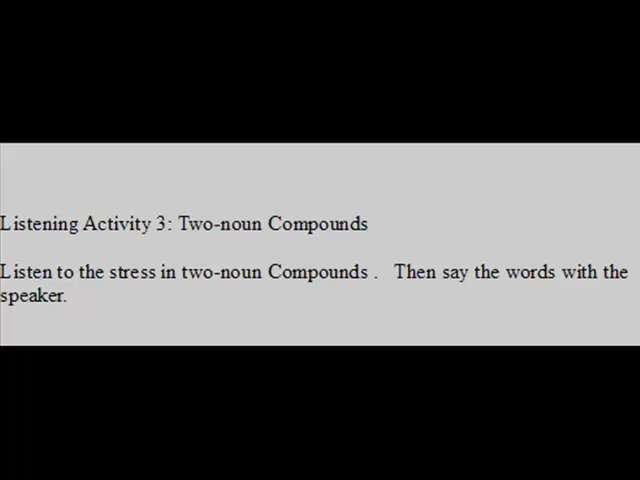 Listening Activity 3: Two-noun Compounds
Listen to the stress in two-noun Compounds .   Then say the words with the
speaker.